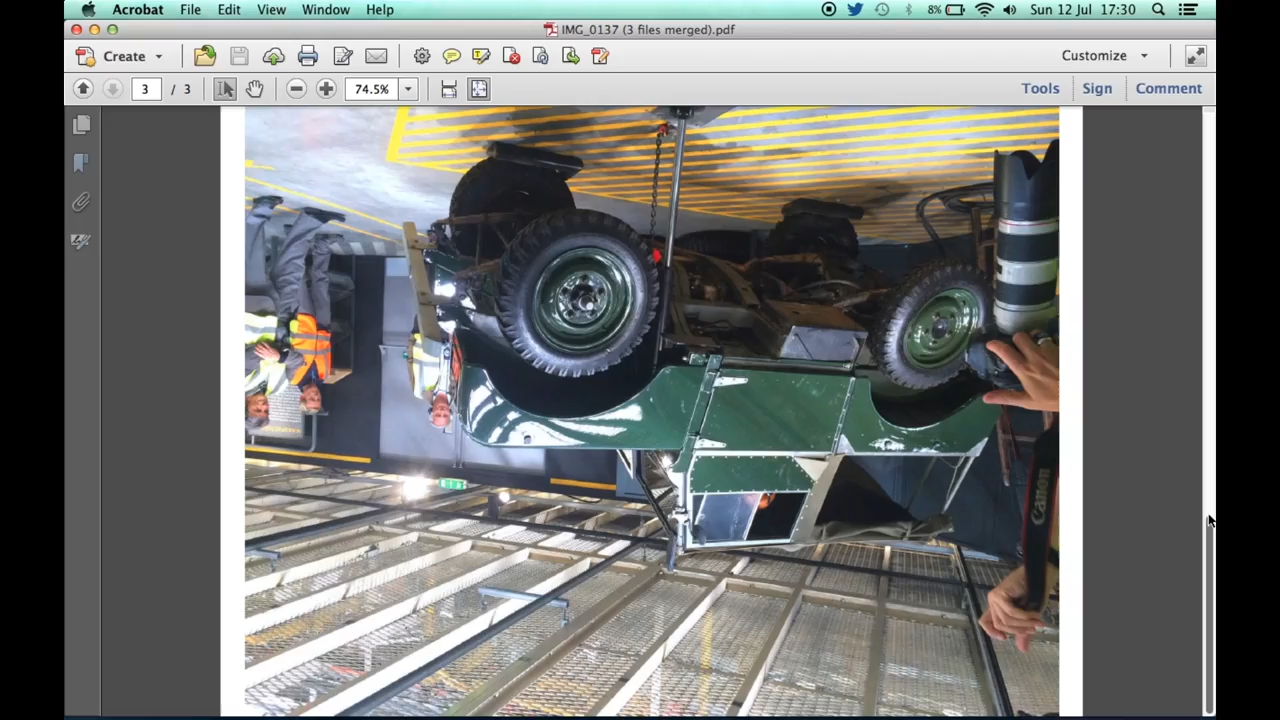 Acrobat File Edit View Window Help 8% Sun 12 Jul 17:30
IMG_0137 (3 files merged).pdf
Create Customize
3 / 3 74.5% Tools Sign Comment
Canon